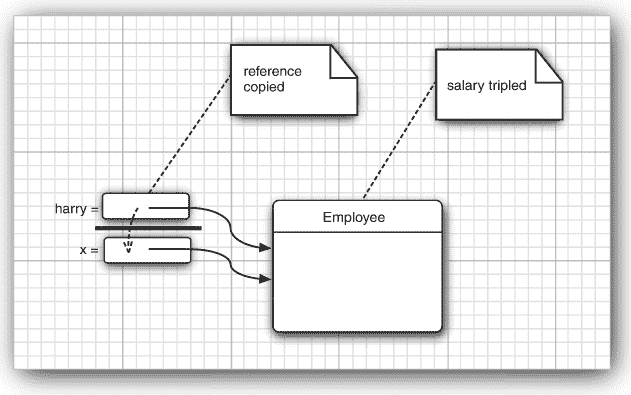 reference
copied
salary tripled
harry =
Employee
x =